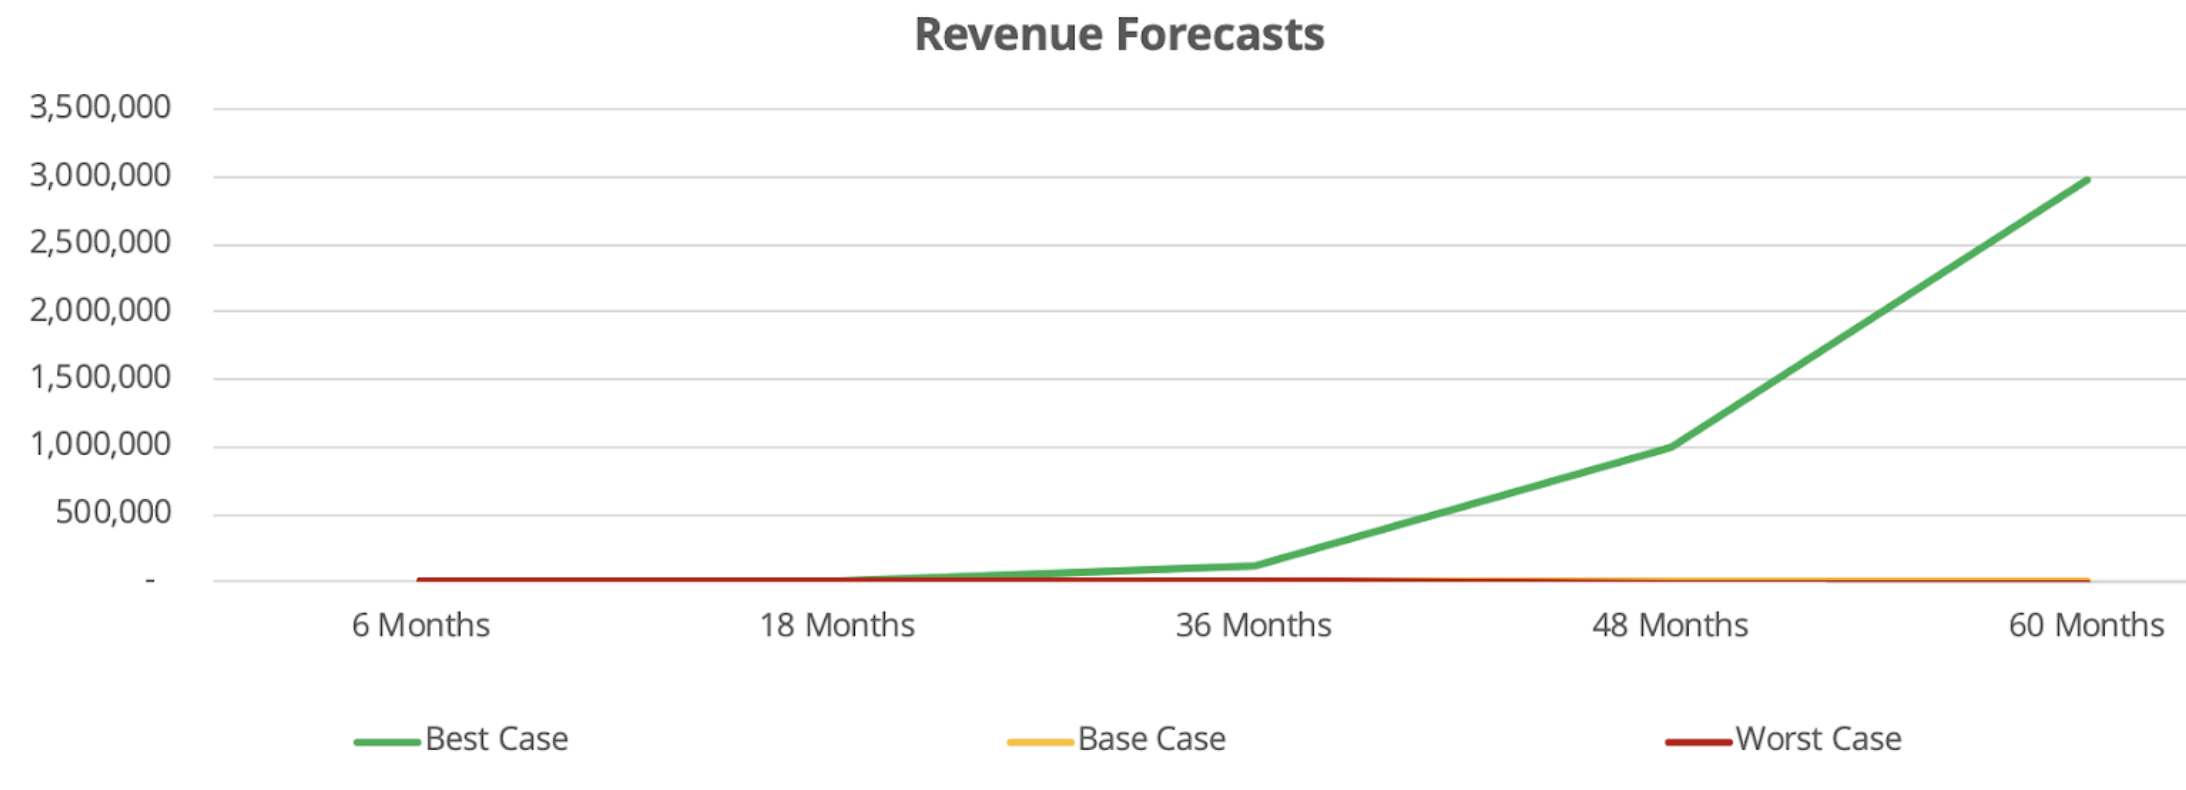 Revenue Forecasts
3,500,000
3,000,000
2,500,000
2,000,000
1,500,000
1,000,000
500,000
-
6 Months 18 Months 36 Months 48 Months 60 Months
Best Case Base Case Worst Case